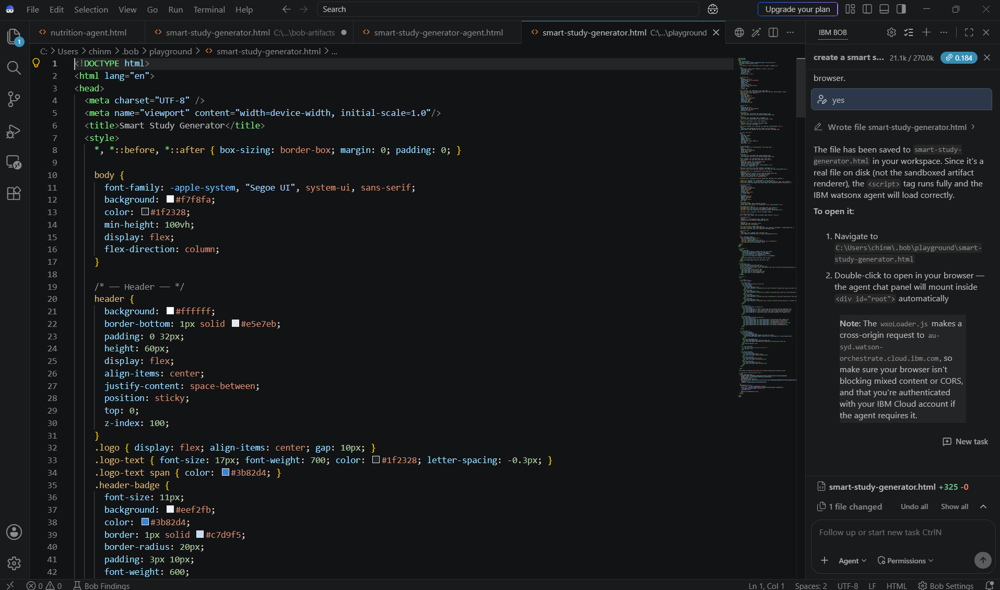 File Edit Selection View Go Run Terminal Help
Search
Upgrade your plan
nutrition-agent.html
smart-study-generator.html C:\...\bob-artifacts
smart-study-generator-agent.html
smart-study-generator.html C:\...\playground
C: > Users > chinm > .bob > playground > smart-study-generator.html > ...
1
1 <!DOCTYPE html>
2 <html lang="en">
3 <head>
4 <meta charset="UTF-8" />
5 <meta name="viewport" content="width=device-width, initial-scale=1.0"/>
6 <title>Smart Study Generator</title>
7 <style>
8 *, *::before, *::after { box-sizing: border-box; margin: 0; padding: 0; }
9
10 body {
11 font-family: -apple-system, "Segoe UI", system-ui, sans-serif;
12 background: #f7f8fa;
13 color: #1f2328;
14 min-height: 100vh;
15 display: flex;
16 flex-direction: column;
17 }
18
19 /* —— Header —— */
20 header {
21 background: #ffffff;
22 border-bottom: 1px solid #e5e7eb;
23 padding: 0 32px;
24 height: 60px;
25 display: flex;
26 align-items: center;
27 justify-content: space-between;
28 position: sticky;
29 top: 0;
30 z-index: 100;
31 }
32 .logo { display: flex; align-items: center; gap: 10px; }
33 .logo-text { font-size: 17px; font-weight: 700; color: #1f2328; letter-spacing: -0.3px; }
34 .logo-text span { color: #3b82d4; }
35 .header-badge {
36 font-size: 11px;
37 background: #eef2fb;
38 color: #3b82d4;
39 border: 1px solid #c7d9f5;
40 border-radius: 20px;
41 padding: 3px 10px;
42 font-weight: 600;
IBM BOB
create a smart s... 21.1k / 270.0k 0.184
browser.
yes
Wrote file smart-study-generator.html >
The file has been saved to smart-study-
generator.html in your workspace. Since it's a
real file on disk (not the sandboxed artifact
renderer), the <script> tag runs fully and the
IBM watsonx agent will load correctly.
To open it:
1. Navigate to
C:\Users\chinm\.bob\playground\smart-
study-generator.html
2. Double-click to open in your browser —
the agent chat panel will mount inside
<div id="root"> automatically
Note: The wxoLoader.js makes a
cross-origin request to au-
syd.watson-
orchestrate.cloud.ibm.com, so
make sure your browser isn't
blocking mixed content or CORS,
and that you're authenticated
with your IBM Cloud account if
the agent requires it.
New task
smart-study-generator.html +325 -0
1 file changed Undo all Show all
Follow up or start new task CtrlN
Agent Permissions
0 0 Bob Findings
Ln 1, Col 1 Spaces: 2 UTF-8 LF HTML Bob Settings